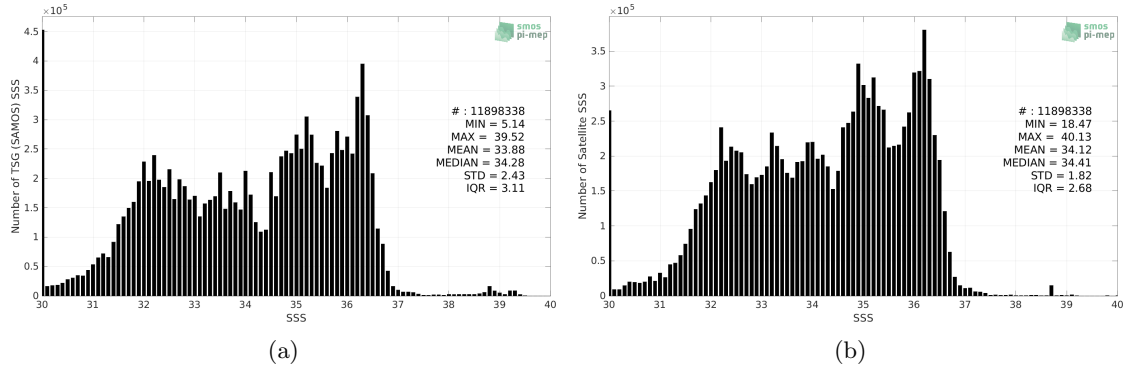 ×10⁵
smos
pi-mep
4.5
4
3.5
3
2.5
2
1.5
1
0.5
0
Number of TSG (SAMOS) SSS
# : 11898338
MIN = 5.14
MAX = 39.52
MEAN = 33.88
MEDIAN = 34.28
STD = 2.43
IQR = 3.11
30 31 32 33 34 35 36 37 38 39 40
SSS
(a)
×10⁵
smos
pi-mep
3.5
3
2.5
2
1.5
1
0.5
0
Number of Satellite SSS
# : 11898338
MIN = 18.47
MAX = 40.13
MEAN = 34.12
MEDIAN = 34.41
STD = 1.82
IQR = 2.68
30 31 32 33 34 35 36 37 38 39 40
SSS
(b)